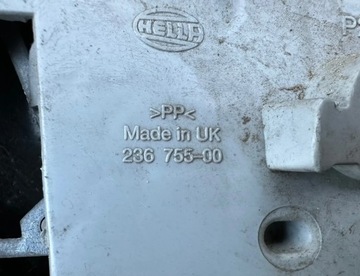 HELLA
>PP<
Made in UK
236 755-00